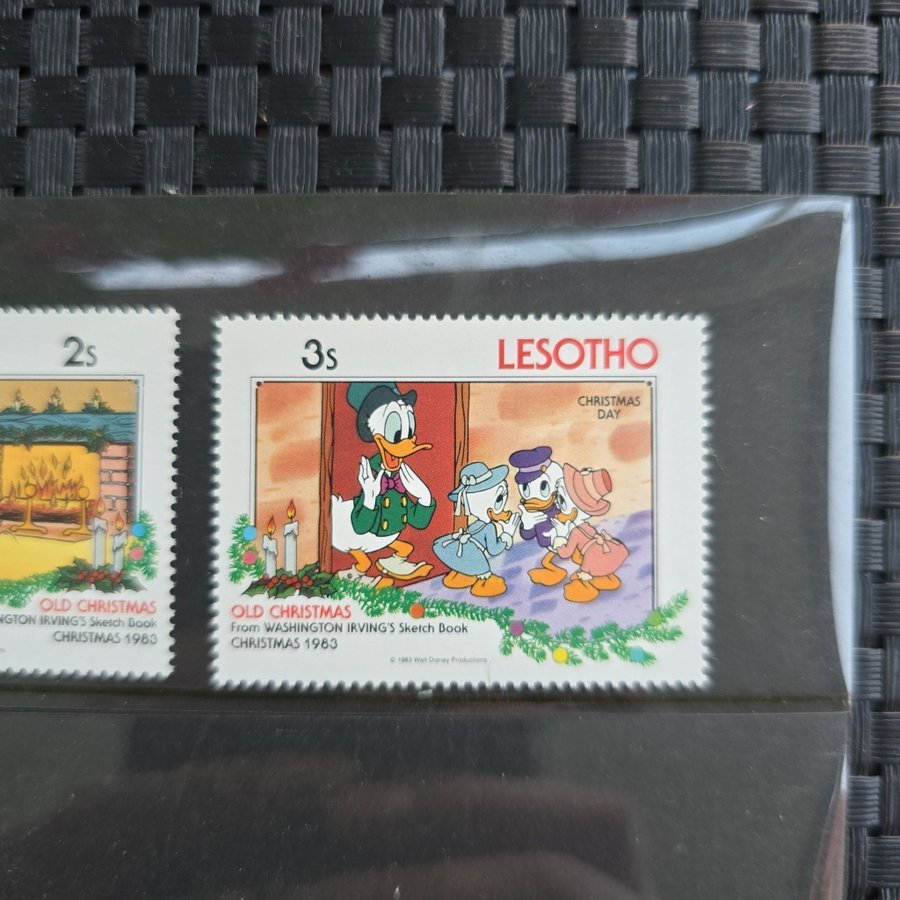 2s
OLD CHRISTMAS
IRVING'S Sketch Book
CHRISTMAS 1983
3s
LESOTHO
CHRISTMAS
DAY
OLD CHRISTMAS
From WASHINGTON IRVING'S Sketch Book
CHRISTMAS 1983
© 1983 Walt Disney Productions